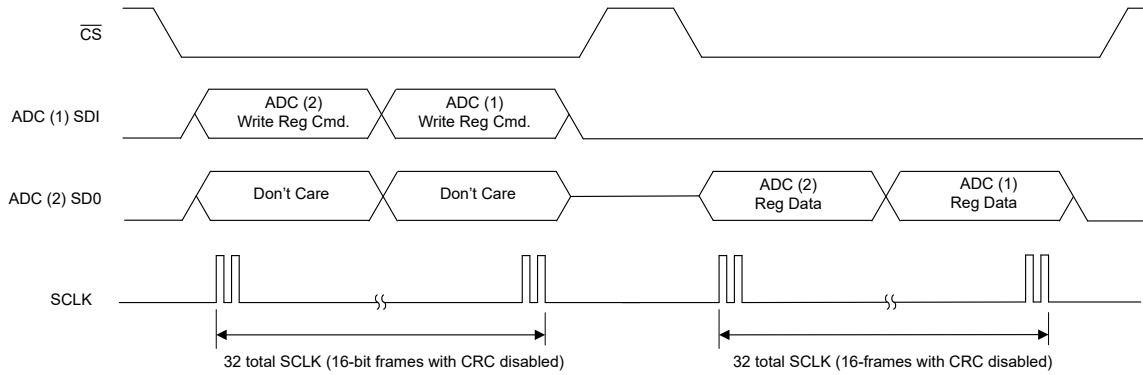 CS
ADC (1) SDI
ADC (2)
Write Reg Cmd.
ADC (1)
Write Reg Cmd.
ADC (2) SD0
Don't Care
Don't Care
ADC (2)
Reg Data
ADC (1)
Reg Data
SCLK
32 total SCLK (16-bit frames with CRC disabled)
32 total SCLK (16-frames with CRC disabled)